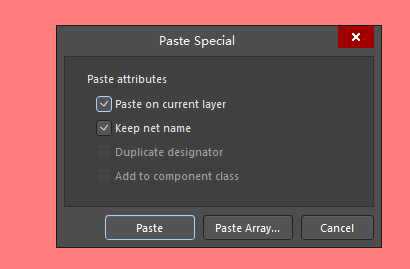 Paste Special
Paste attributes
Paste on current layer
Keep net name
Duplicate designator
Add to component class
Paste Paste Array... Cancel